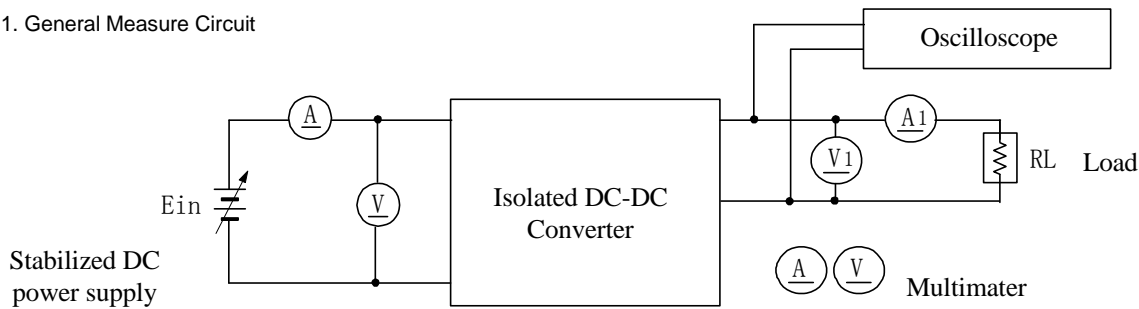 1. General Measure Circuit
Oscilloscope
A
A1
V1
RL
Load
Ein
V
Isolated DC-DC
Converter
Stabilized DC
power supply
A
V
Multimater